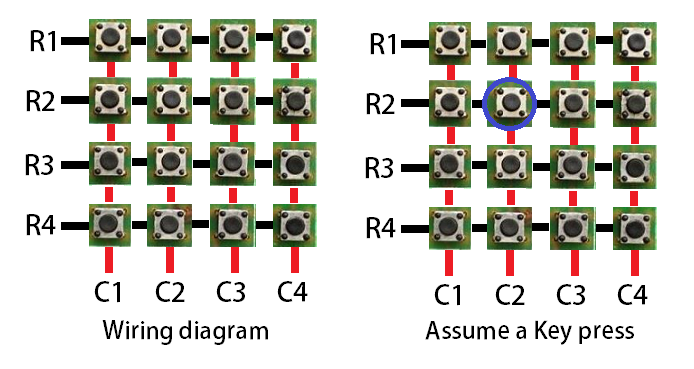 R1
R2
R3
R4
C1 C2 C3 C4
Wiring diagram
R1
R2
R3
R4
C1 C2 C3 C4
Assume a Key press